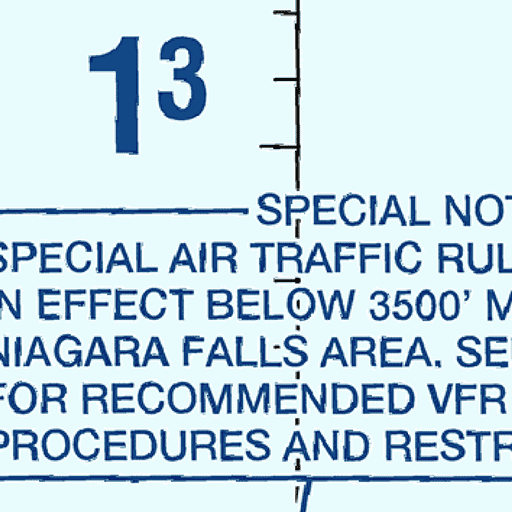 13
SPECIAL NOT
SPECIAL AIR TRAFFIC RUL
N EFFECT BELOW 3500' M
NIAGARA FALLS AREA. SE
FOR RECOMMENDED VFR
PROCEDURES AND RESTR